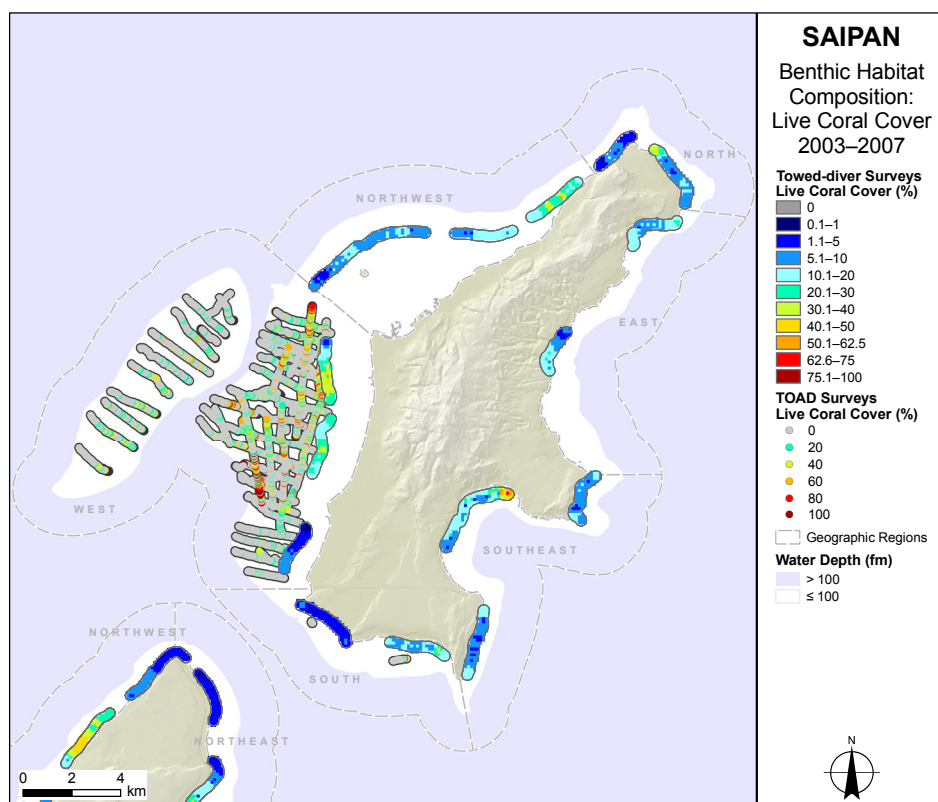 SAIPAN
Benthic Habitat
Composition:
Live Coral Cover
2003–2007
Towed-diver Surveys
Live Coral Cover (%)
0
0.1–1
1.1–5
5.1–10
10.1–20
20.1–30
30.1–40
40.1–50
50.1–62.5
62.6–75
75.1–100
TOAD Surveys
Live Coral Cover (%)
0
20
40
60
80
100
Geographic Regions
Water Depth (fm)
> 100
≤ 100
N
NORTH
NORTHWEST
EAST
WEST
SOUTHEAST
SOUTH
NORTHWEST
NORTHEAST
0 2 4
km